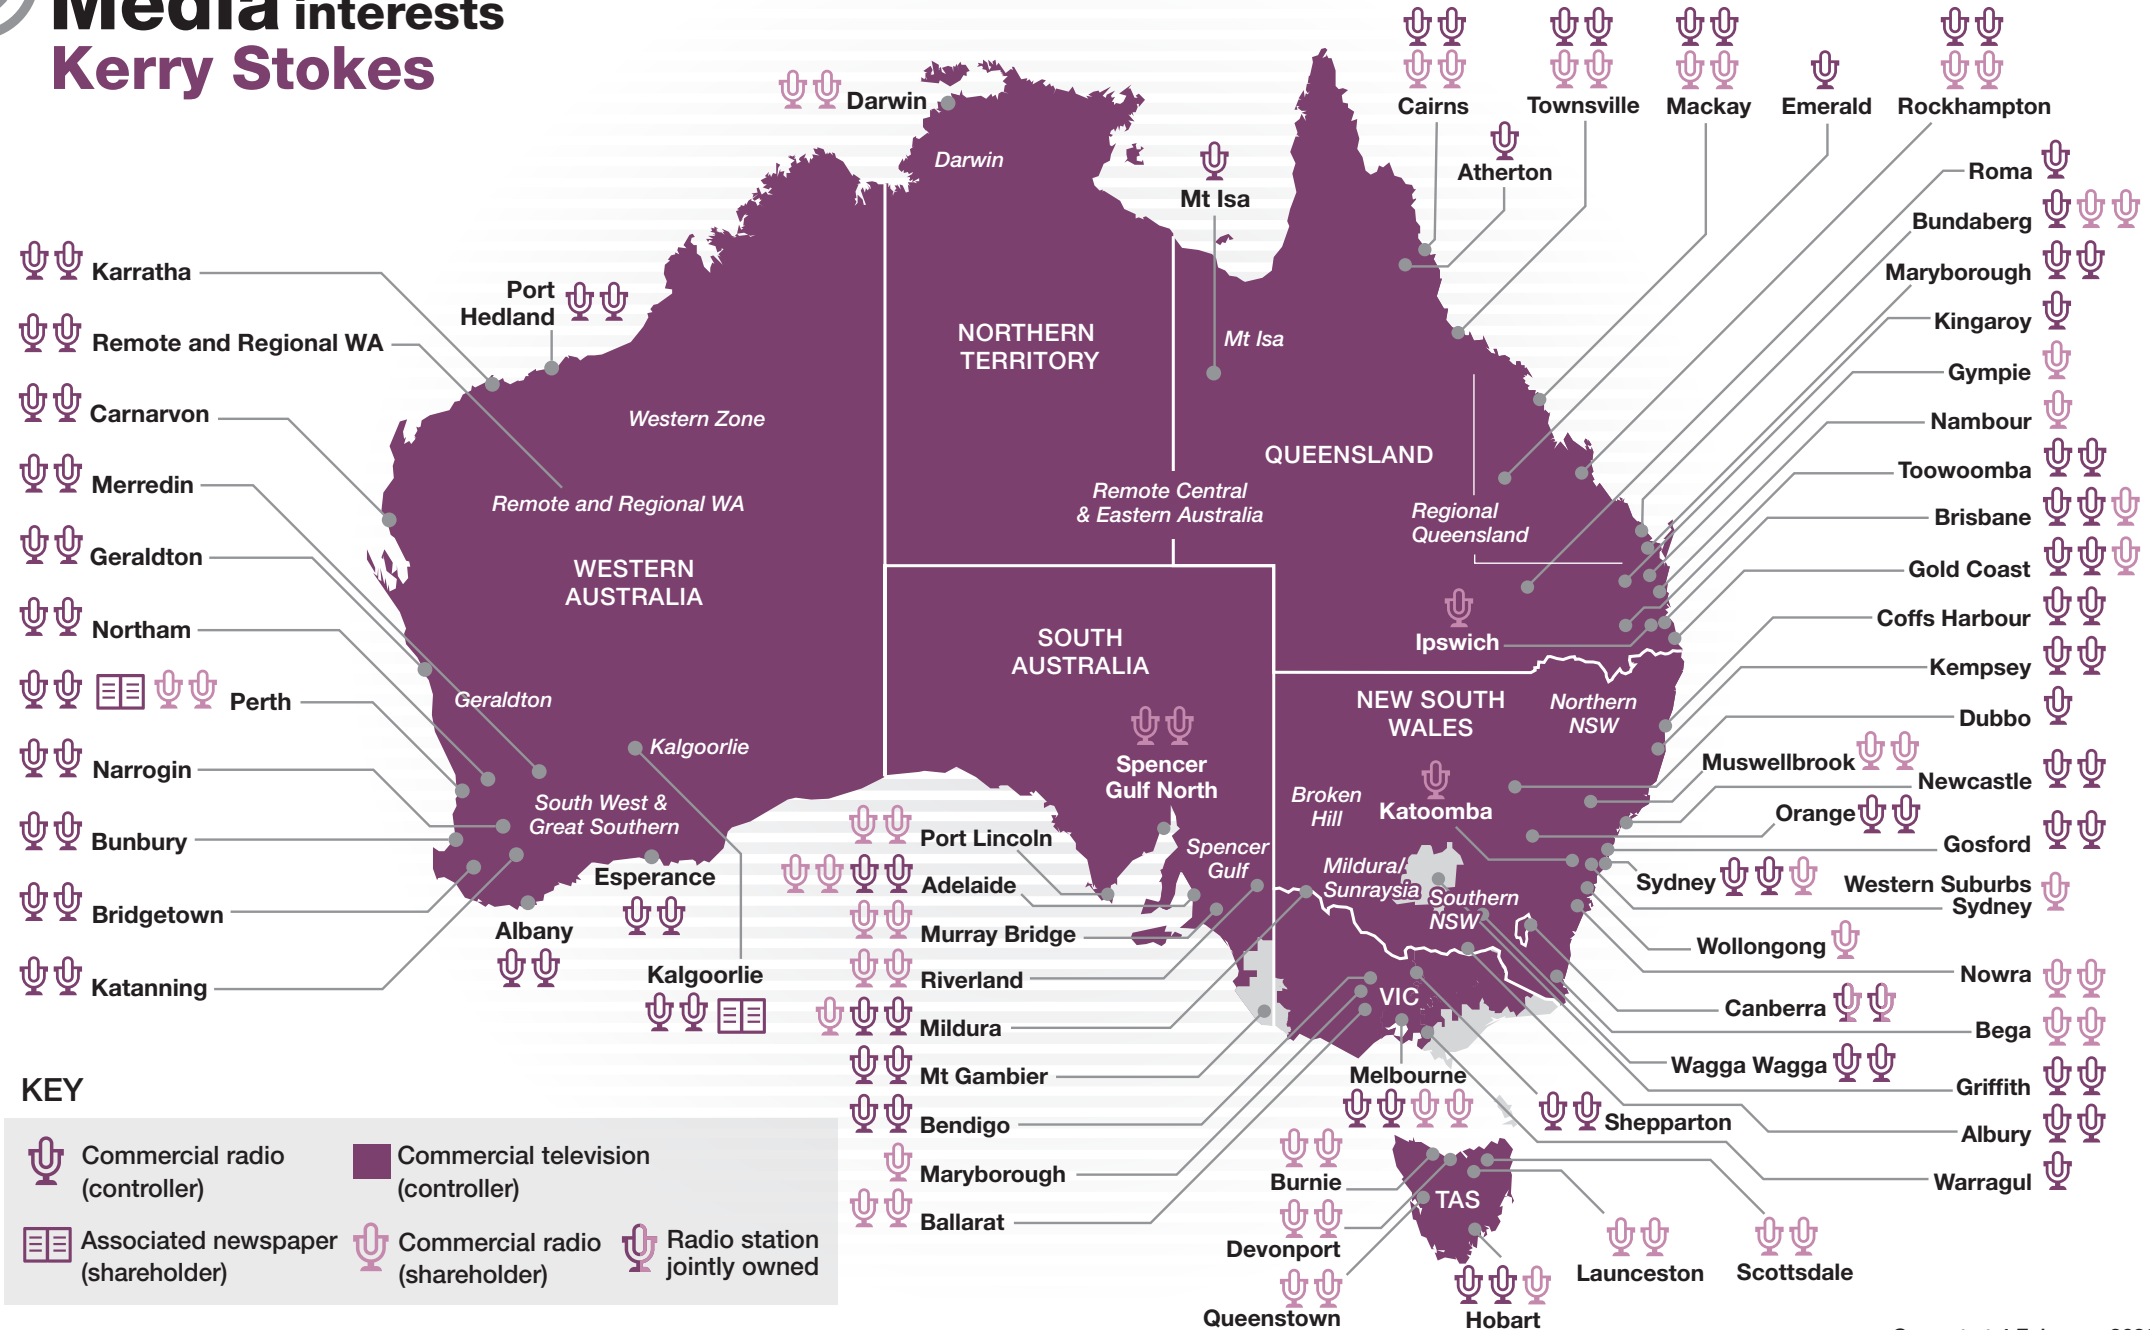 Media interests
Kerry Stokes
Darwin
Cairns
Townsville
Mackay
Emerald
Rockhampton
Atherton
Mt Isa
Roma
Bundaberg
Maryborough
Kingaroy
Gympie
Nambour
Toowoomba
Brisbane
Gold Coast
Coffs Harbour
Kempsey
Dubbo
Muswellbrook
Newcastle
Orange
Gosford
Sydney
Western Suburbs
Sydney
Wollongong
Nowra
Canberra
Bega
Wagga Wagga
Griffith
Shepparton
Albury
Warragul
Karratha
Port
Hedland
Remote and Regional WA
Carnarvon
Merredin
Geraldton
Northam
Perth
Narrogin
Bunbury
Bridgetown
Katanning
Esperance
Albany
Kalgoorlie
Darwin
NORTHERN
TERRITORY
Mt Isa
Western Zone
QUEENSLAND
Remote and Regional WA
Remote Central
& Eastern Australia
Regional
Queensland
WESTERN
AUSTRALIA
Ipswich
SOUTH
AUSTRALIA
Geraldton
Kalgoorlie
NEW SOUTH
WALES
Northern
NSW
Spencer
Gulf North
South West &
Great Southern
Broken
Hill
Katoomba
Spencer
Gulf
Mildura/
Sunraysia
Southern
NSW
VIC
Port Lincoln
Adelaide
Murray Bridge
Riverland
Mildura
Mt Gambier
Bendigo
Maryborough
Ballarat
Melbourne
Burnie
Devonport
Queenstown
TAS
Hobart
Launceston
Scottsdale
KEY
Commercial radio
(controller)
Commercial television
(controller)
Associated newspaper
(shareholder)
Commercial radio
(shareholder)
Radio station
jointly owned